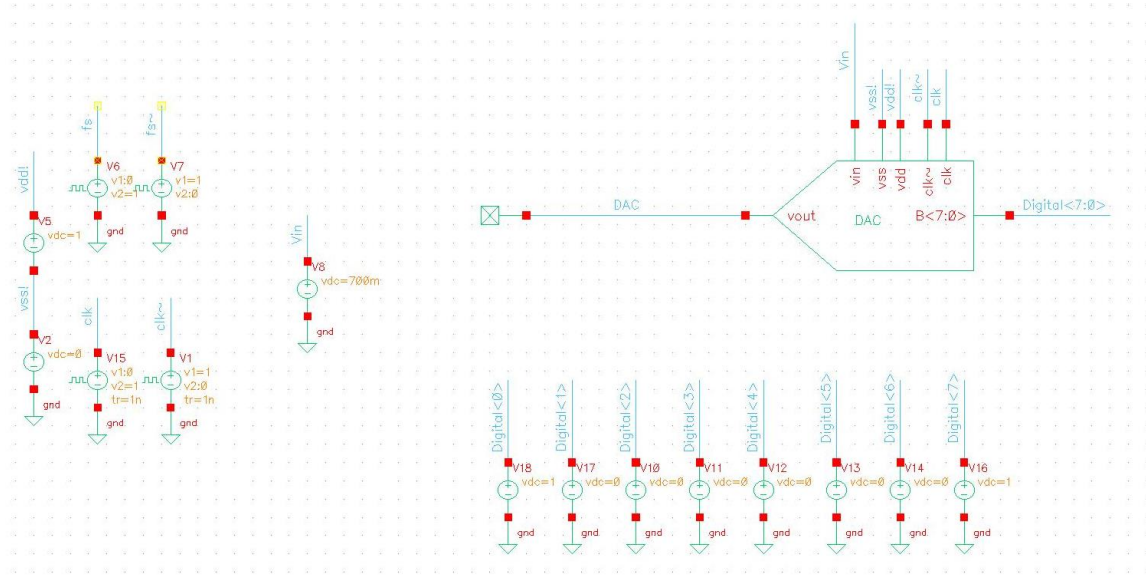 Vin
vss!
vdd!
clk~
clk
fs
fs~
vdd!
V6
v1:0
v2=1
V7
v1=1
v2:0
gnd
gnd
V5
vdc=1
vss!
V2
vdc=0
gnd
clk
V15
v1:0
v2=1
tr=1n
gnd
clk~
V1
v1=1
v2:0
tr=1n
gnd
Vin
V8
vdc=700m
gnd
DAC
vin
vss
vdd
clk~
clk
vout
DAC
B<7:0>
Digital<7:0>
Digital<0>
Digital<1>
Digital<2>
Digital<3>
Digital<4>
Digital<5>
Digital<6>
Digital<7>
V18
vdc=1
V17
vdc=0
V10
vdc=0
V11
vdc=0
V12
vdc=0
V13
vdc=0
V14
vdc=0
V16
vdc=1
gnd
gnd
gnd
gnd
gnd
gnd
gnd
gnd